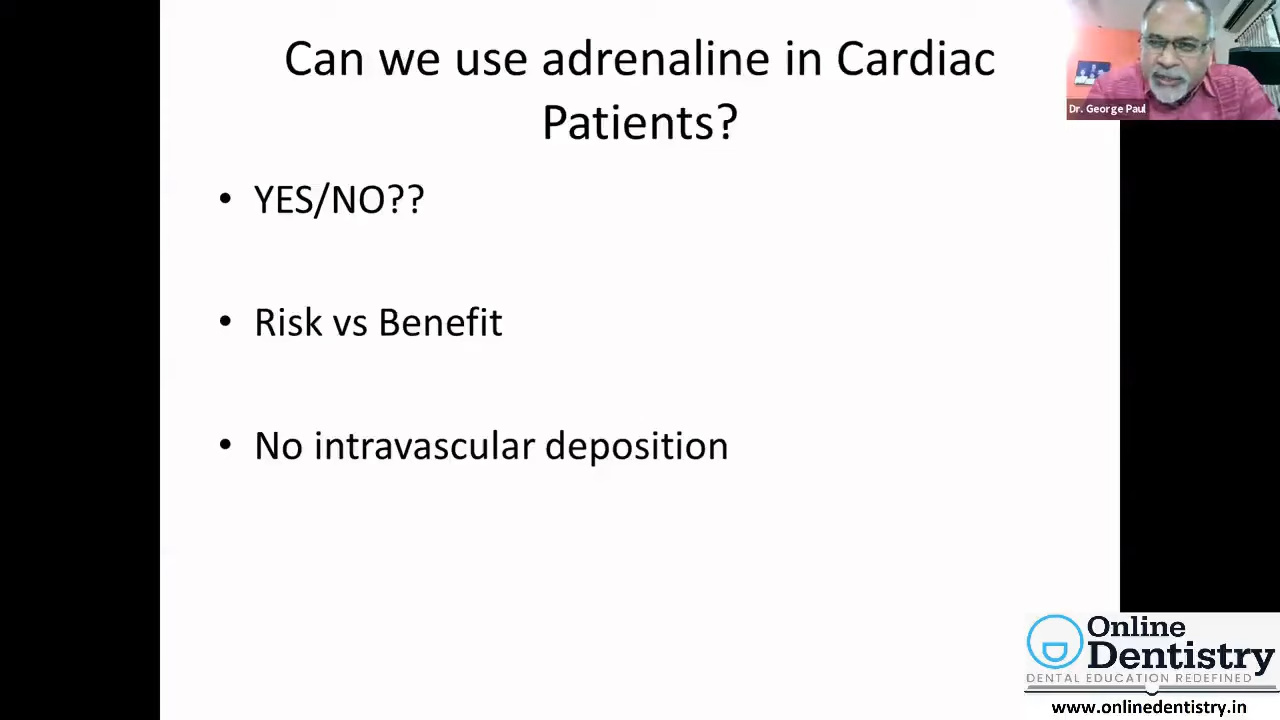 Can we use adrenaline in Cardiac
Patients?
Dr. George Paul
• YES/NO??
• Risk vs Benefit
• No intravascular deposition
Online
Dentistry
DENTAL EDUCATION REDEFINED
www.onlinedentistry.in